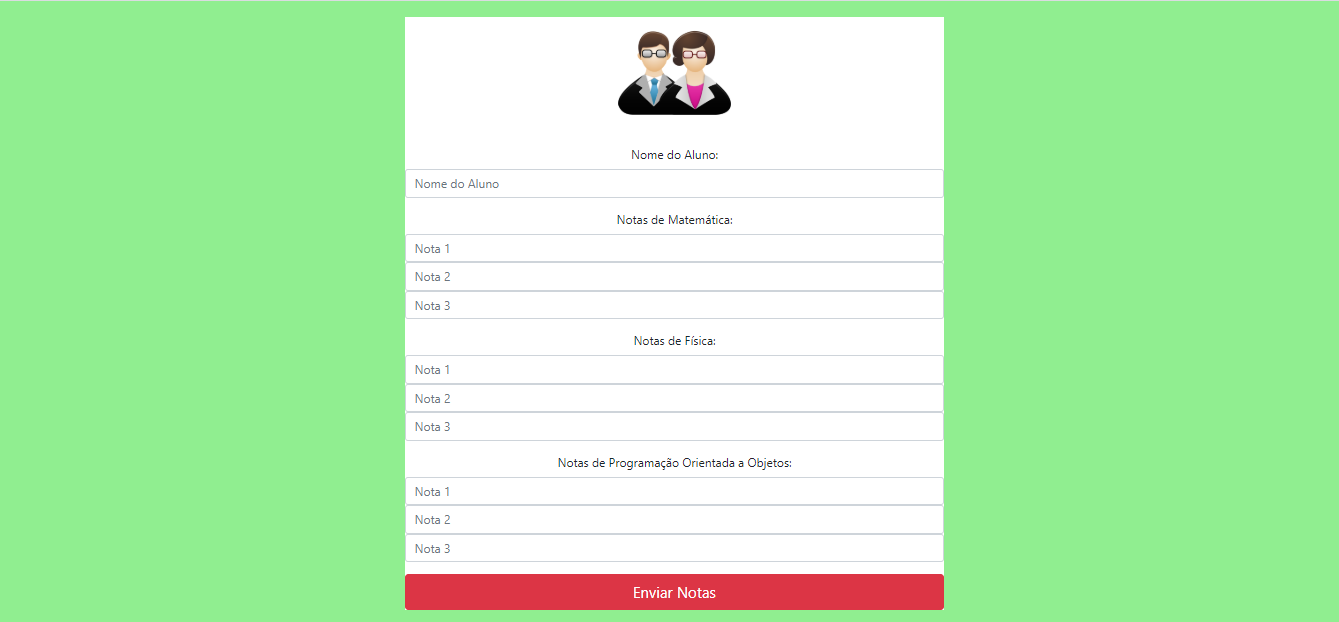 Nome do Aluno:
Nome do Aluno
Notas de Matemática:
Nota 1
Nota 2
Nota 3
Notas de Física:
Nota 1
Nota 2
Nota 3
Notas de Programação Orientada a Objetos:
Nota 1
Nota 2
Nota 3
Enviar Notas